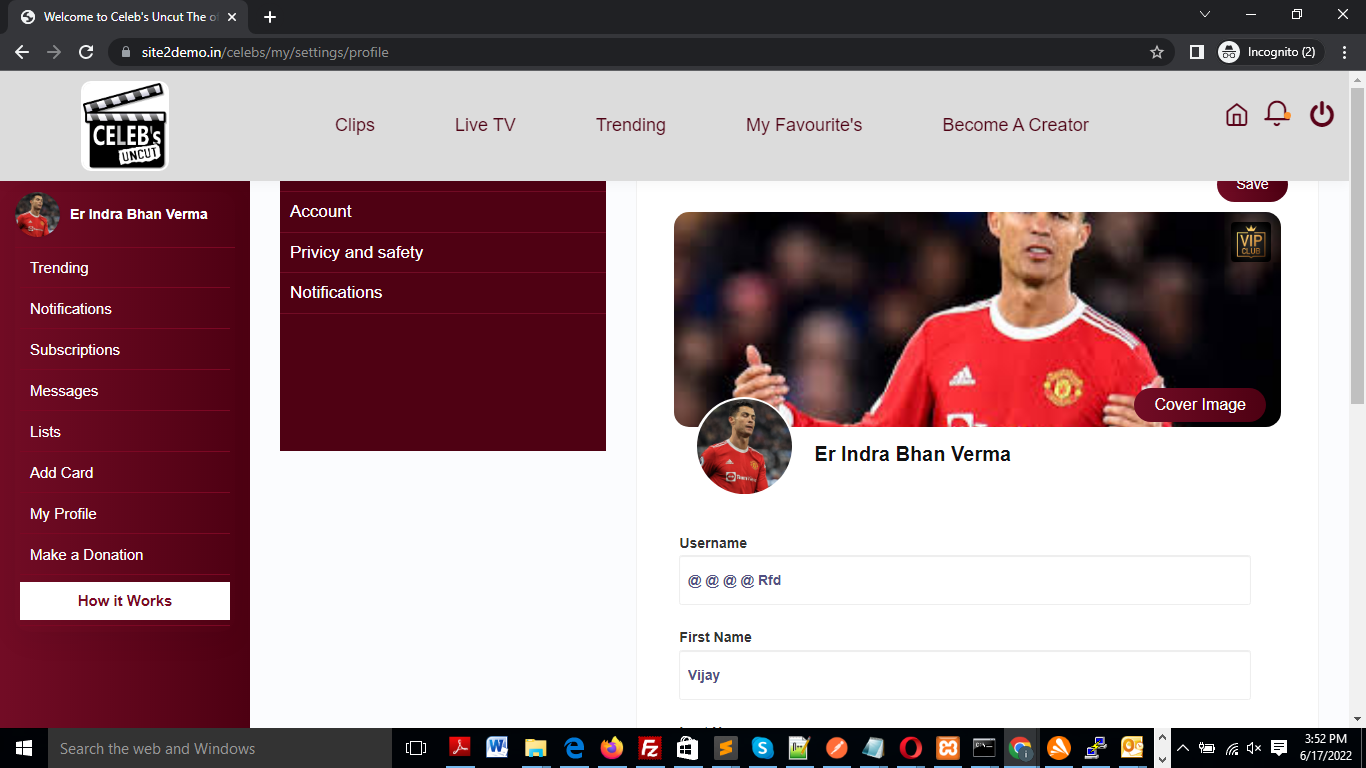 Welcome to Celeb's Uncut The of
site2demo.in/celebs/my/settings/profile
Incognito (2)
CELEB's
UNCUT
Clips
Live TV
Trending
My Favourite's
Become A Creator
Er Indra Bhan Verma
Trending
Notifications
Subscriptions
Messages
Lists
Add Card
My Profile
Make a Donation
How it Works
Account
Privicy and safety
Notifications
Save
VIP
CLUB
Cover Image
Er Indra Bhan Verma
Username
@ @ @ @ Rfd
First Name
Vijay
Search the web and Windows
3:52 PM
6/17/2022